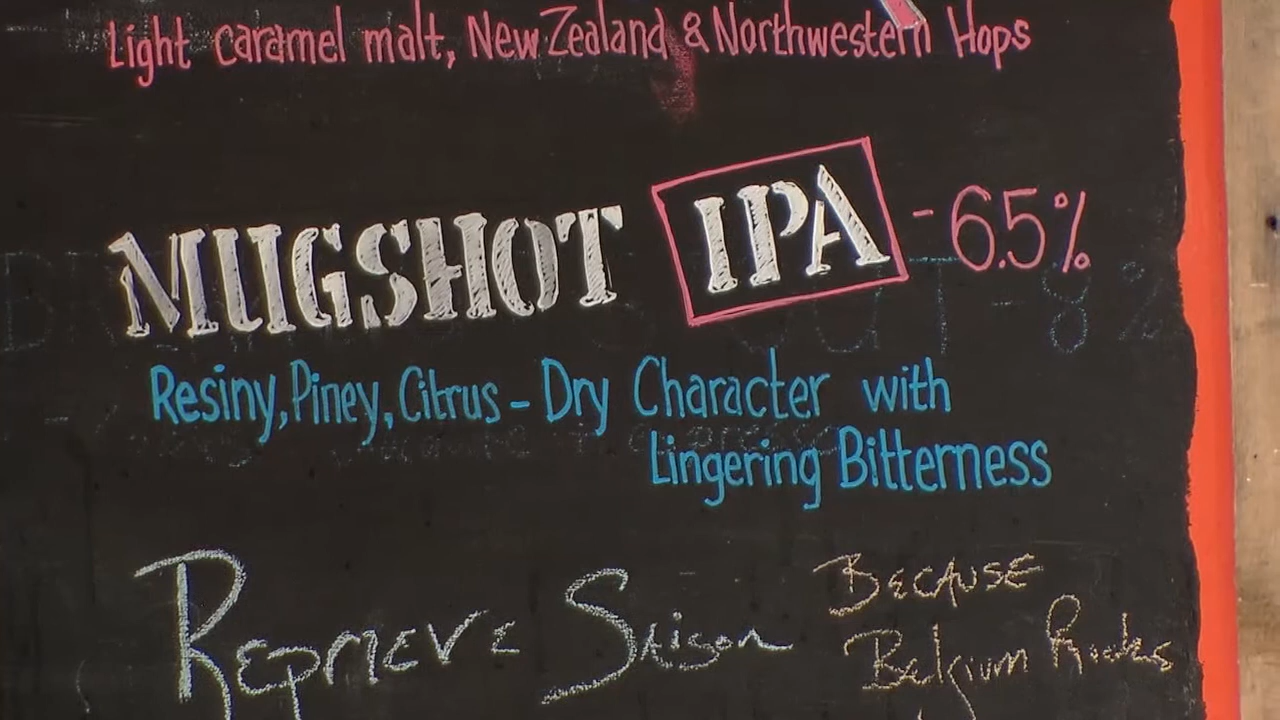 Light caramel malt, New Zealand & Northwestern Hops
MUGSHOT IPA - 6.5%
Resiny, Piney, Citrus - Dry Character with
Lingering Bitterness
Reprieve Saison
Because
Belgium Rocks